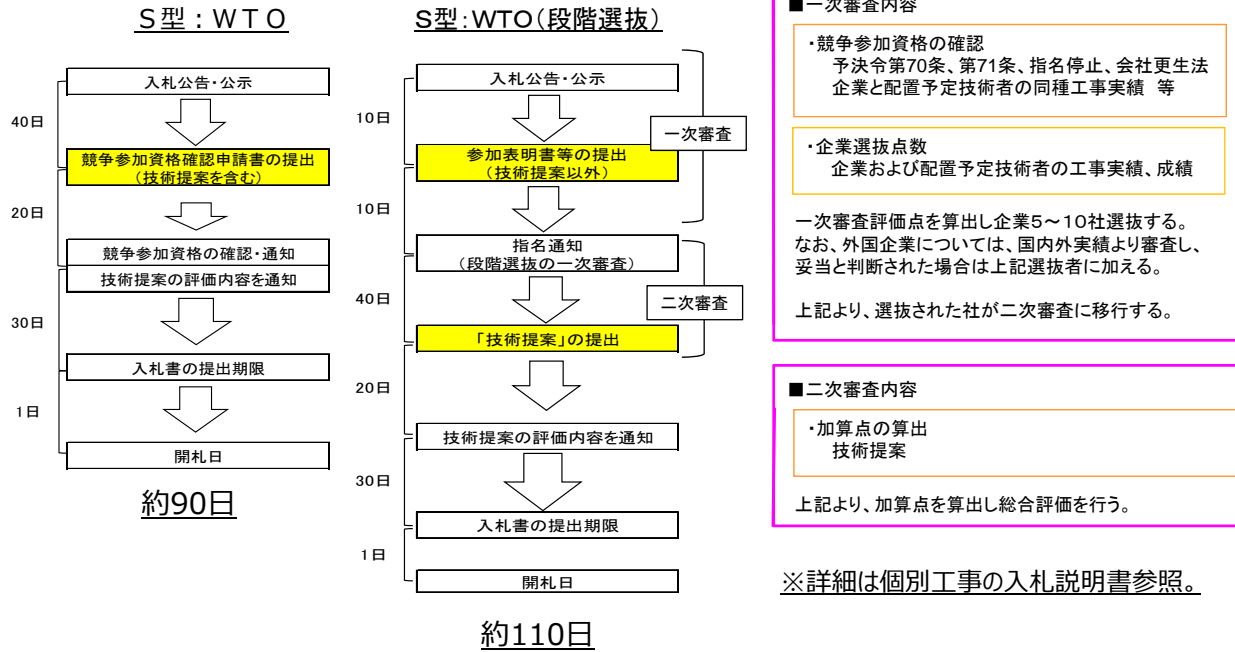 S型：WTO
40日
20日
30日
1日
入札公告・公示
競争参加資格確認申請書の提出
（技術提案を含む）
競争参加資格の確認・通知
技術提案の評価内容を通知
入札書の提出期限
開札日
約90日
S型：WTO（段階選抜）
10日
10日
40日
20日
30日
1日
入札公告・公示
参加表明書等の提出
（技術提案以外）
指名通知
（段階選抜の一次審査）
「技術提案」の提出
技術提案の評価内容を通知
入札書の提出期限
開札日
一次審査
二次審査
約110日
■一次審査内容
・競争参加資格の確認
予決令第70条、第71条、指名停止、会社更生法
企業と配置予定技術者の同種工事実績　等
・企業選抜点数
企業および配置予定技術者の工事実績、成績
一次審査評価点を算出し企業5～10社選抜する。
なお、外国企業については、国内外実績より審査し、
妥当と判断された場合は上記選抜者に加える。
上記より、選抜された社が二次審査に移行する。
■二次審査内容
・加算点の算出
技術提案
上記より、加算点を算出し総合評価を行う。
※詳細は個別工事の入札説明書参照。